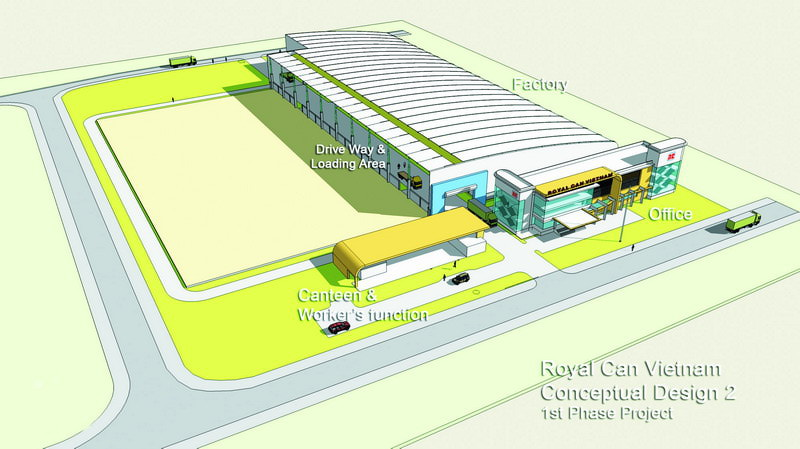 Factory
Drive Way &
Loading Area
ROYAL CAN VIETNAM
Office
Canteen &
Worker's function
Royal Can Vietnam
Conceptual Design 2
1st Phase Project